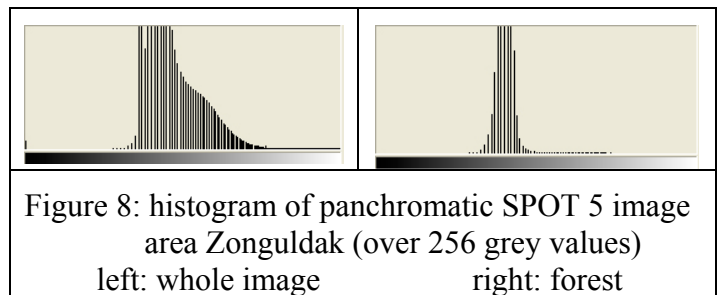 Figure 8: histogram of panchromatic SPOT 5 image
area Zonguldak (over 256 grey values)
left: whole image right: forest